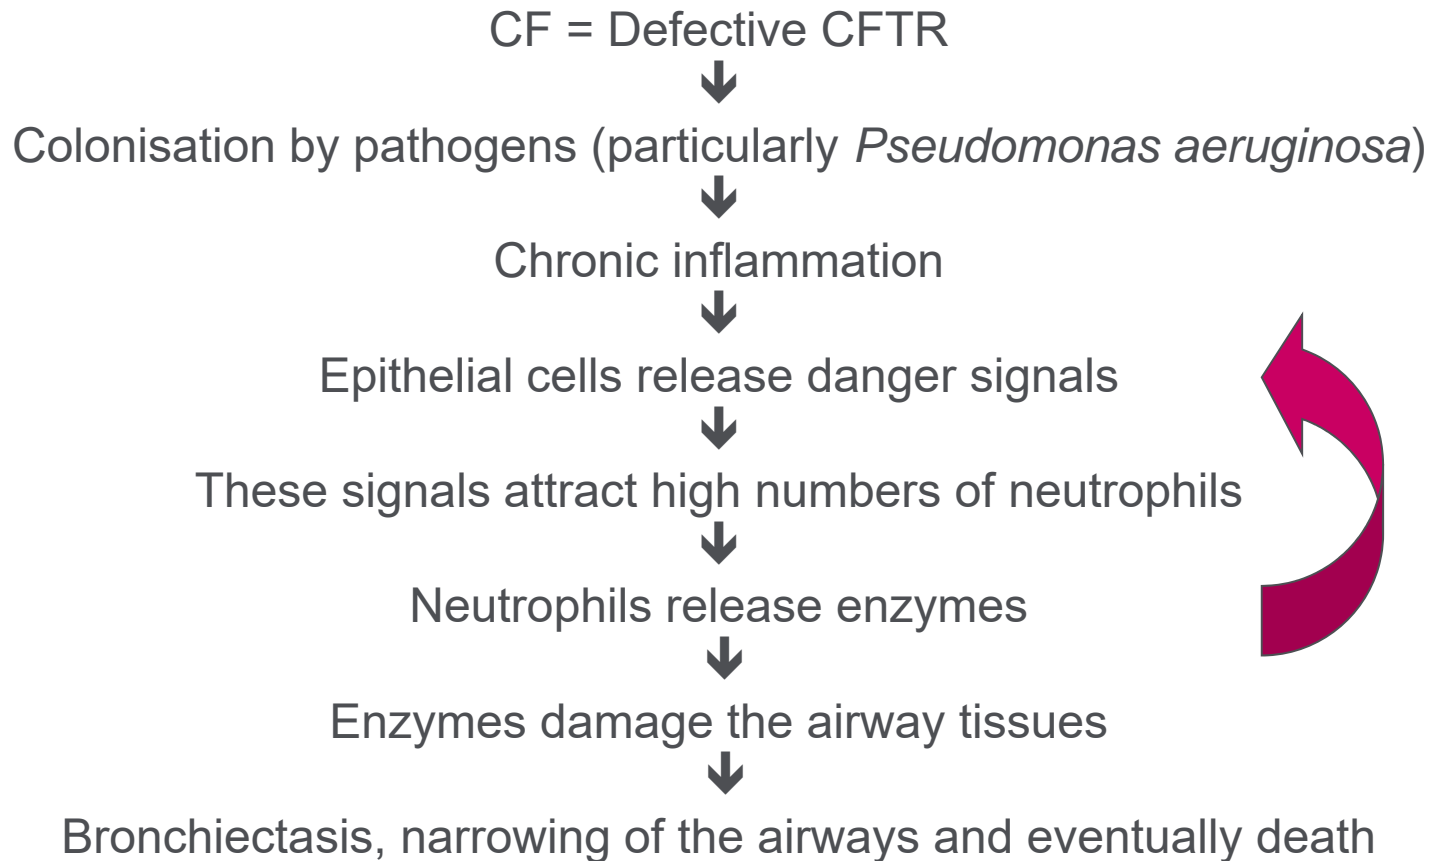 CF = Defective CFTR
Colonisation by pathogens (particularly Pseudomonas aeruginosa)
Chronic inflammation
Epithelial cells release danger signals
These signals attract high numbers of neutrophils
Neutrophils release enzymes
Enzymes damage the airway tissues
Bronchiectasis, narrowing of the airways and eventually death